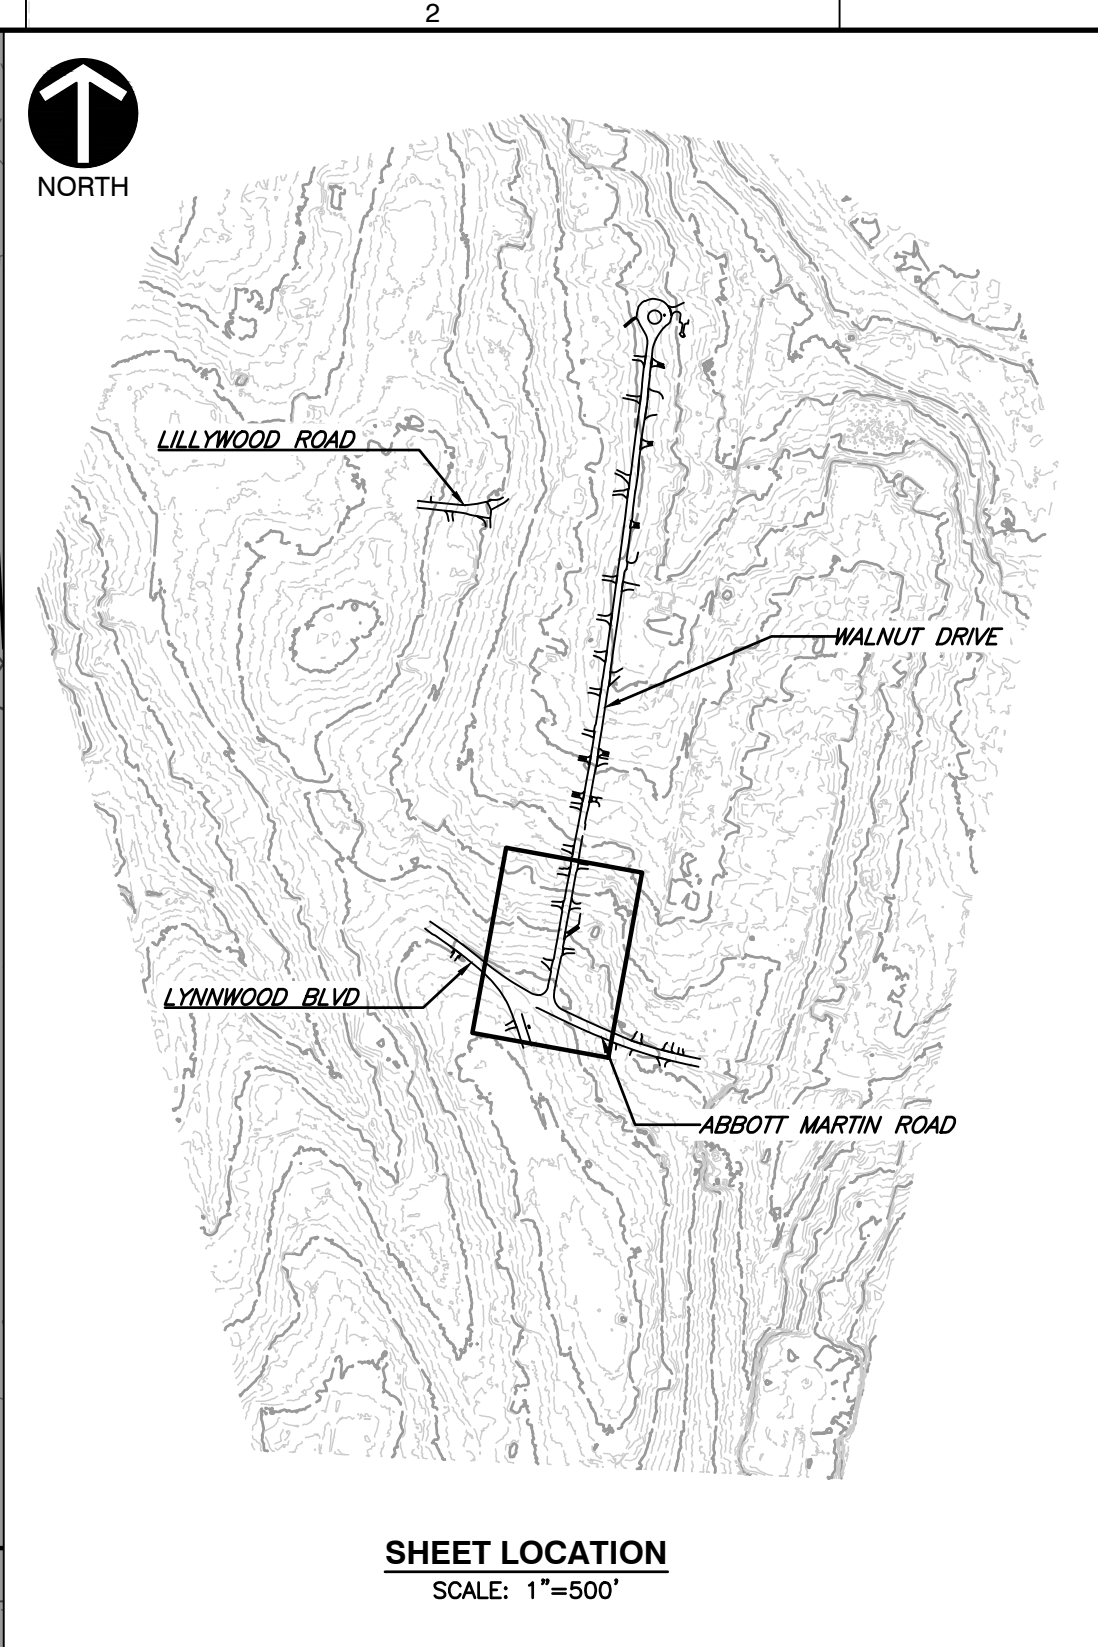 2
NORTH
LILLYWOOD ROAD
WALNUT DRIVE
LYNNWOOD BLVD
ABBOTT MARTIN ROAD
SHEET LOCATION
SCALE: 1"=500'